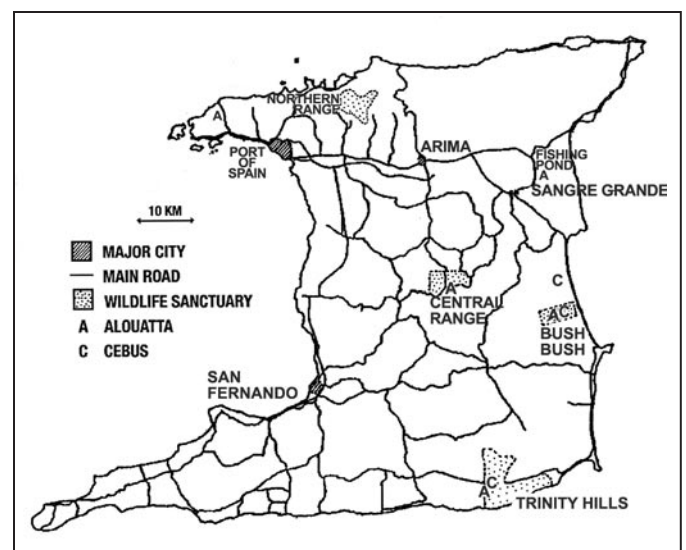 NORTHERN
RANGE
A
PORT
OF
SPAIN
ARIMA
FISHING
POND
A
SANGRE GRANDE
10 KM
MAJOR CITY
MAIN ROAD
WILDLIFE SANCTUARY
A ALOUATTA
C CEBUS
A
CENTRAL
RANGE
C
AC
BUSH
BUSH
SAN
FERNANDO
C
A
TRINITY HILLS